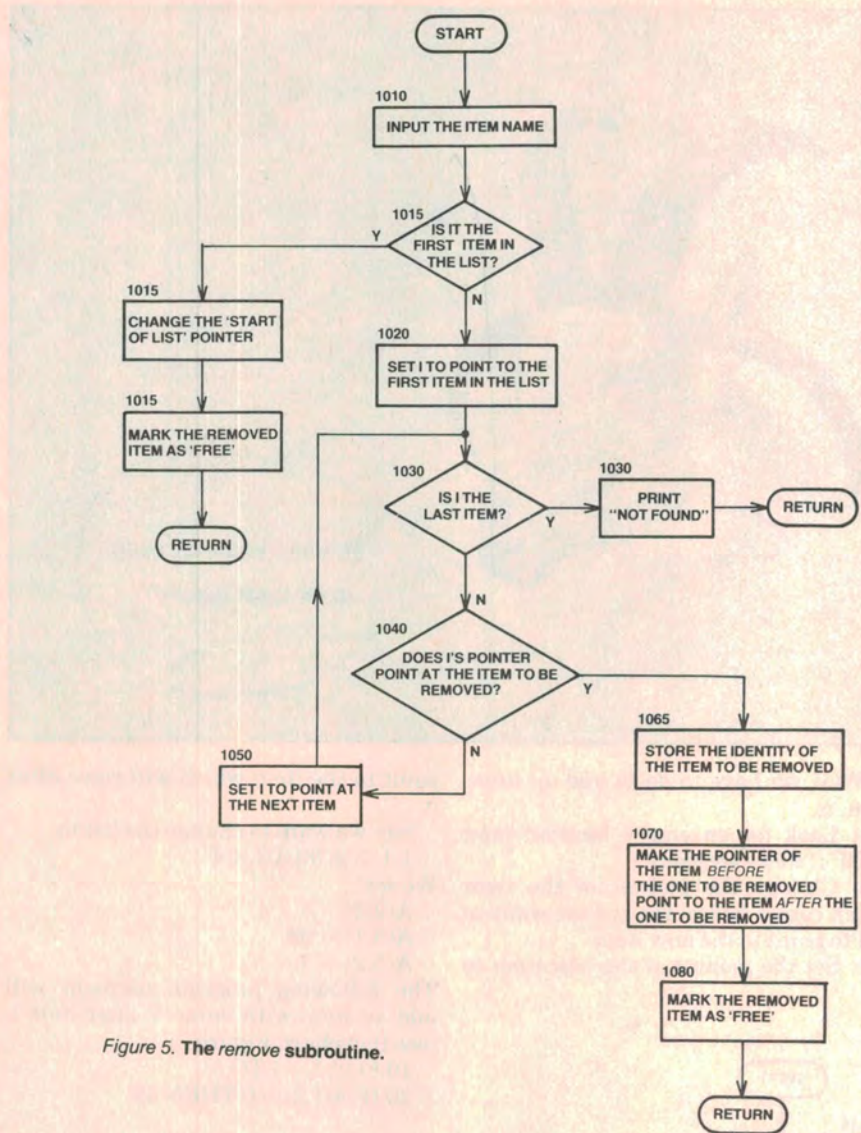 START
1010
INPUT THE ITEM NAME
1015
IS IT THE
FIRST ITEM IN
THE LIST?
Y
N
1015
CHANGE THE 'START
OF LIST' POINTER
1015
MARK THE REMOVED
ITEM AS 'FREE'
RETURN
1020
SET I TO POINT TO THE
FIRST ITEM IN THE LIST
1030
IS I THE
LAST ITEM?
Y
1030
PRINT
"NOT FOUND"
RETURN
N
1040
DOES I'S POINTER
POINT AT THE ITEM TO BE
REMOVED?
Y
N
1050
SET I TO POINT AT
THE NEXT ITEM
1065
STORE THE IDENTITY OF
THE ITEM TO BE REMOVED
1070
MAKE THE POINTER OF
THE ITEM BEFORE
THE ONE TO BE REMOVED
POINT TO THE ITEM AFTER THE
ONE TO BE REMOVED
1080
MARK THE REMOVED
ITEM AS 'FREE'
RETURN
Figure 5. The remove subroutine.